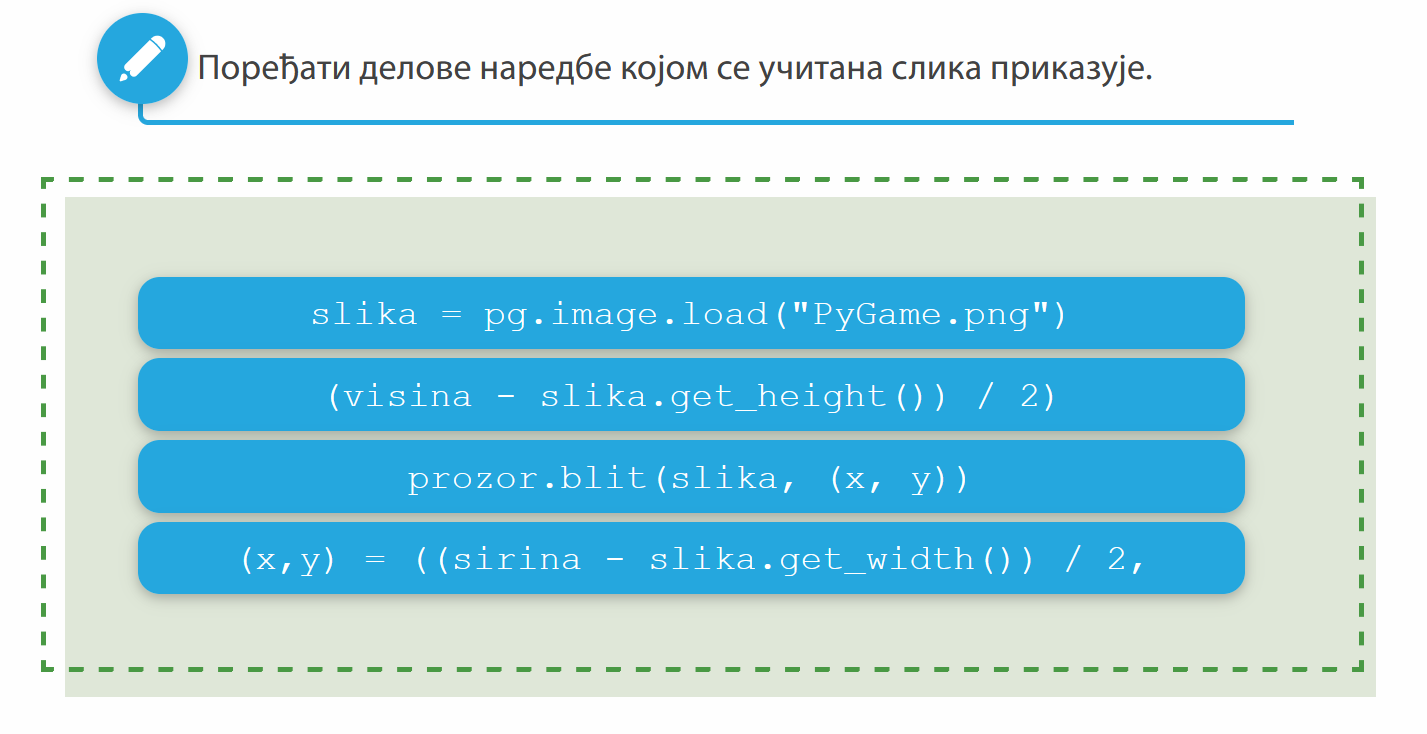 Поређати делове наредбе којом се учитана слика приказује.
slika = pg.image.load("PyGame.png")
(visina - slika.get_height()) / 2)
prozor.blit(slika, (x, y))
(x,y) = ((sirina - slika.get_width()) / 2,